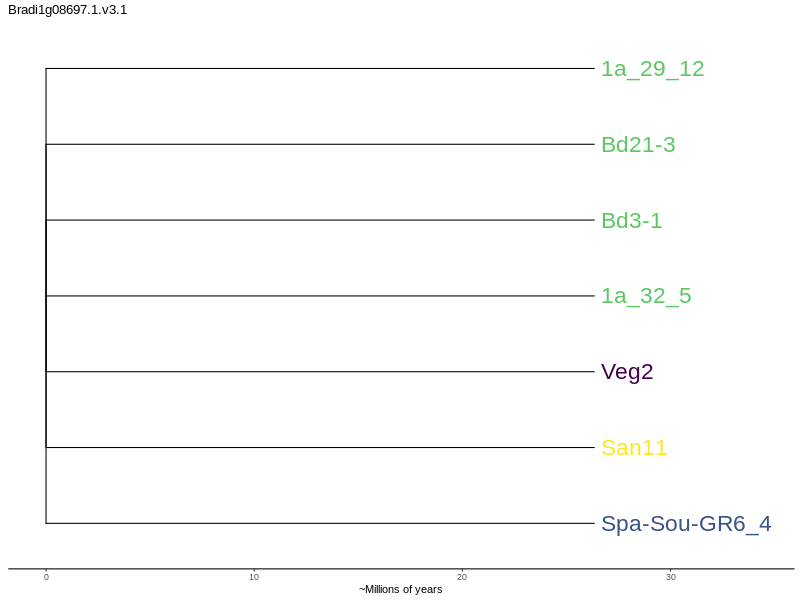 Bradi1g08697.1.v3.1
1a_29_12
Bd21-3
Bd3-1
1a_32_5
Veg2
San11
Spa-Sou-GR6_4
0 10 20 30
~Millions of years